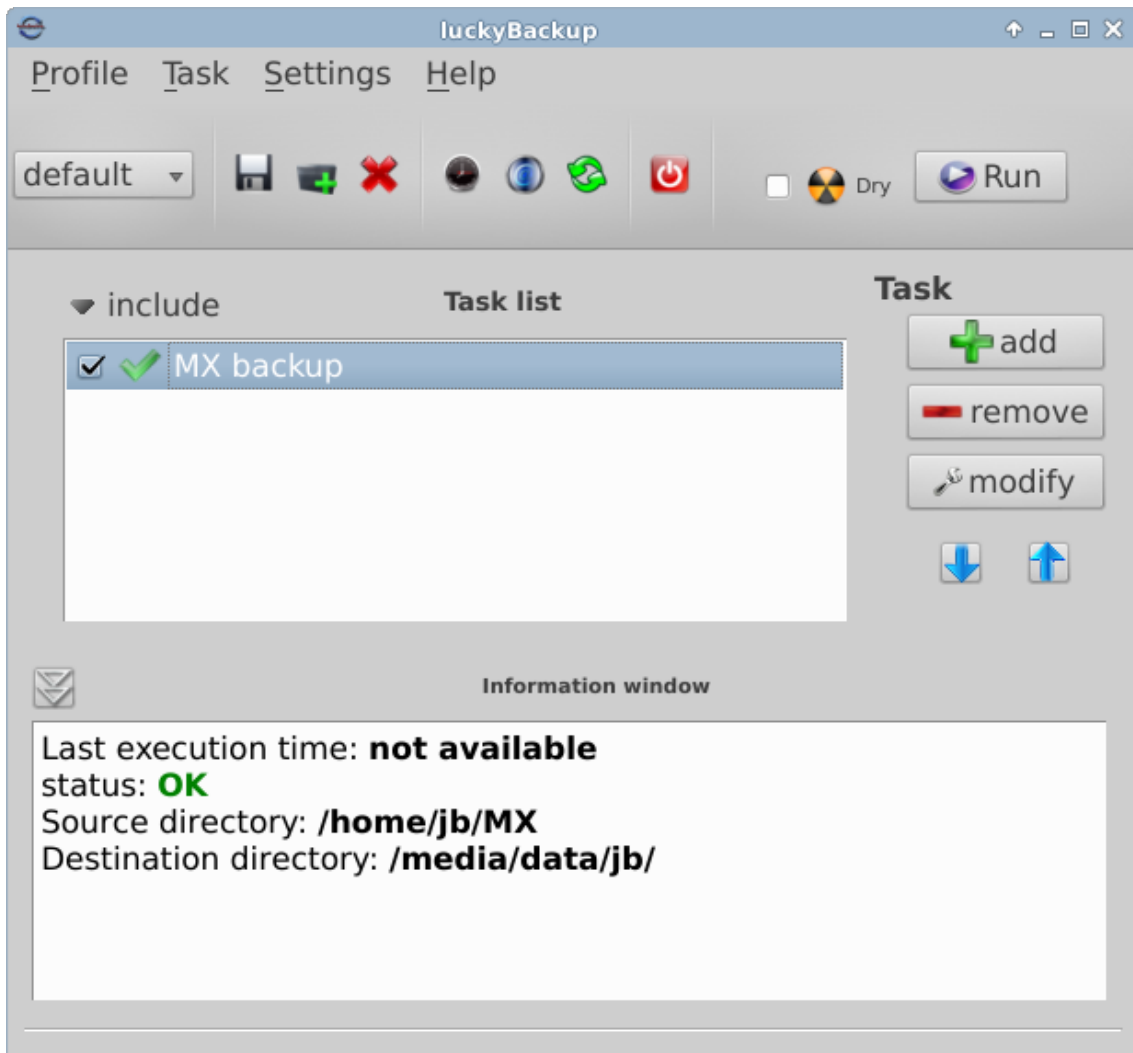 luckyBackup
Profile Task Settings Help
default Dry Run
include Task list Task
MX backup
add
remove
modify
Information window
Last execution time: not available
status: OK
Source directory: /home/jb/MX
Destination directory: /media/data/jb/